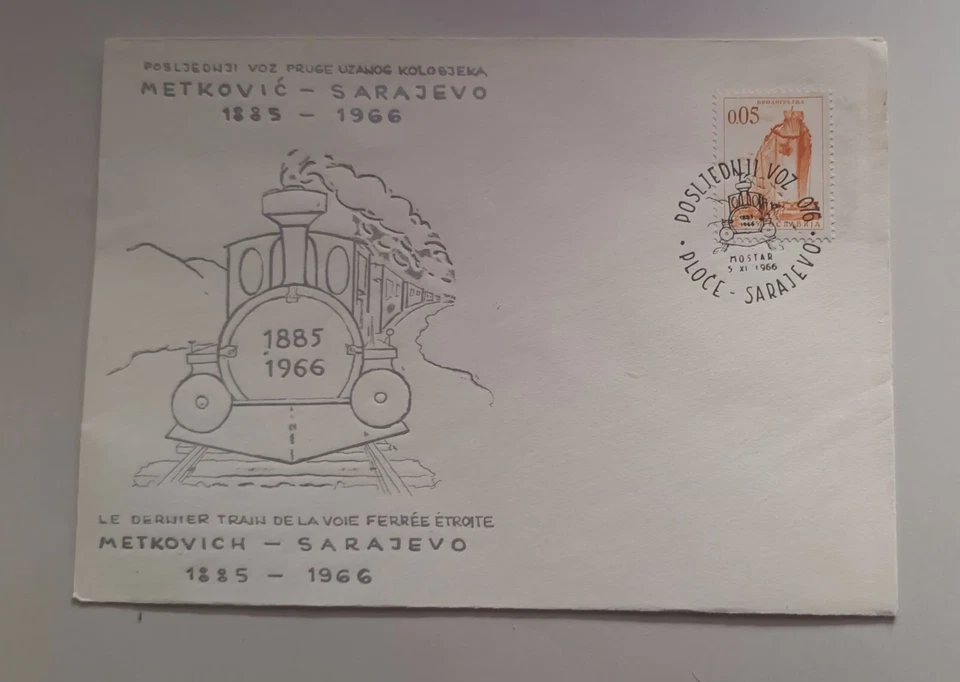 POSLJEDNJI VOZ PRUGE UZANOG KOLOSJEKA
METKOVIĆ – SARAJEVO
1885 – 1966
1885
1966
LE DERNIER TRAIN DE LA VOIE FERRÉE ÉTROITE
METKOVICH – SARAJEVO
1885 – 1966
0.05
POSLJEDNJI VOZ 076
1885
1966
MOSTAR
5 XI 1966
• PLOČE - SARAJEVO •